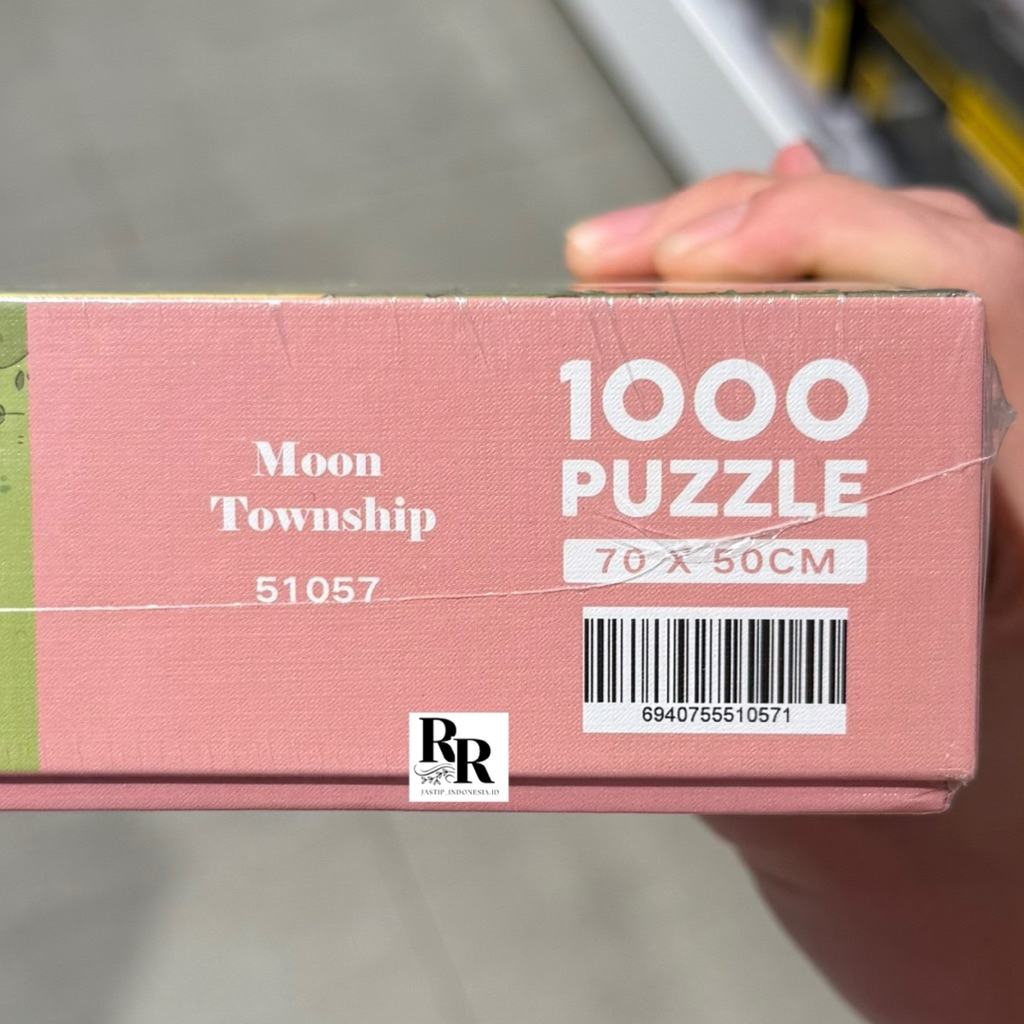 Moon
Township
51057
1000
PUZZLE
70 X 50CM
6940755510571
RR
JASTIP_INDONESIA.ID